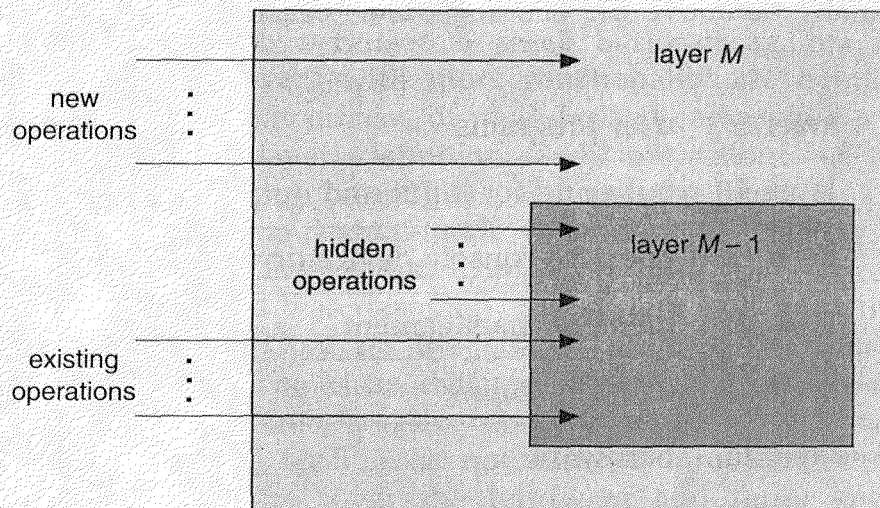 layer M
new
operations
hidden
operations
layer M – 1
existing
operations